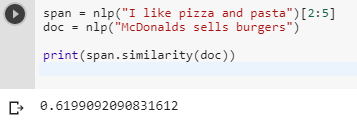 span = nlp("I like pizza and pasta")[2:5]
doc = nlp("McDonalds sells burgers")
print(span.similarity(doc))
0.6199092090831612